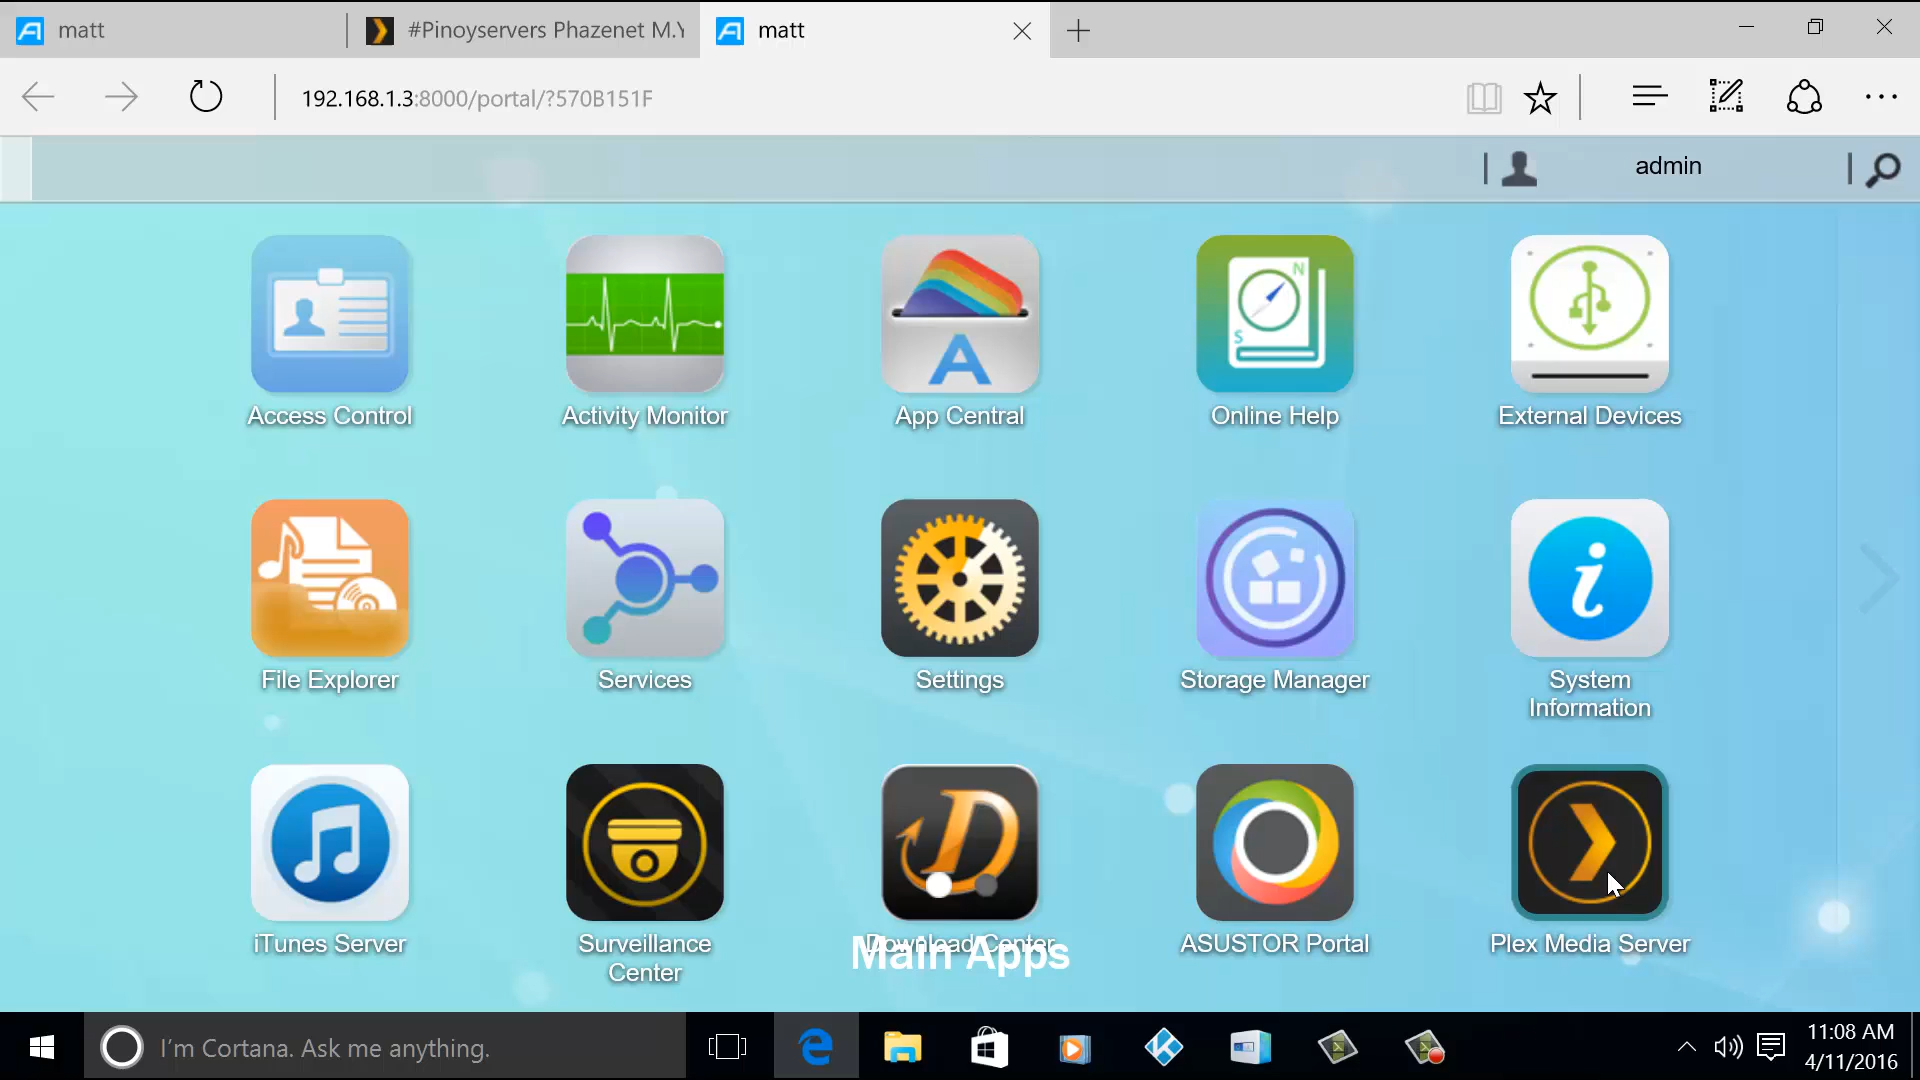 matt
#Pinoyservers Phazenet M.Y
matt
192.168.1.3:8000/portal/?570B151F
admin
Access Control
Activity Monitor
App Central
Online Help
External Devices
File Explorer
Services
Settings
Storage Manager
System
Information
iTunes Server
Surveillance
Center
Download Center
Main Apps
ASUSTOR Portal
Plex Media Server
I'm Cortana. Ask me anything.
11:08 AM
4/11/2016